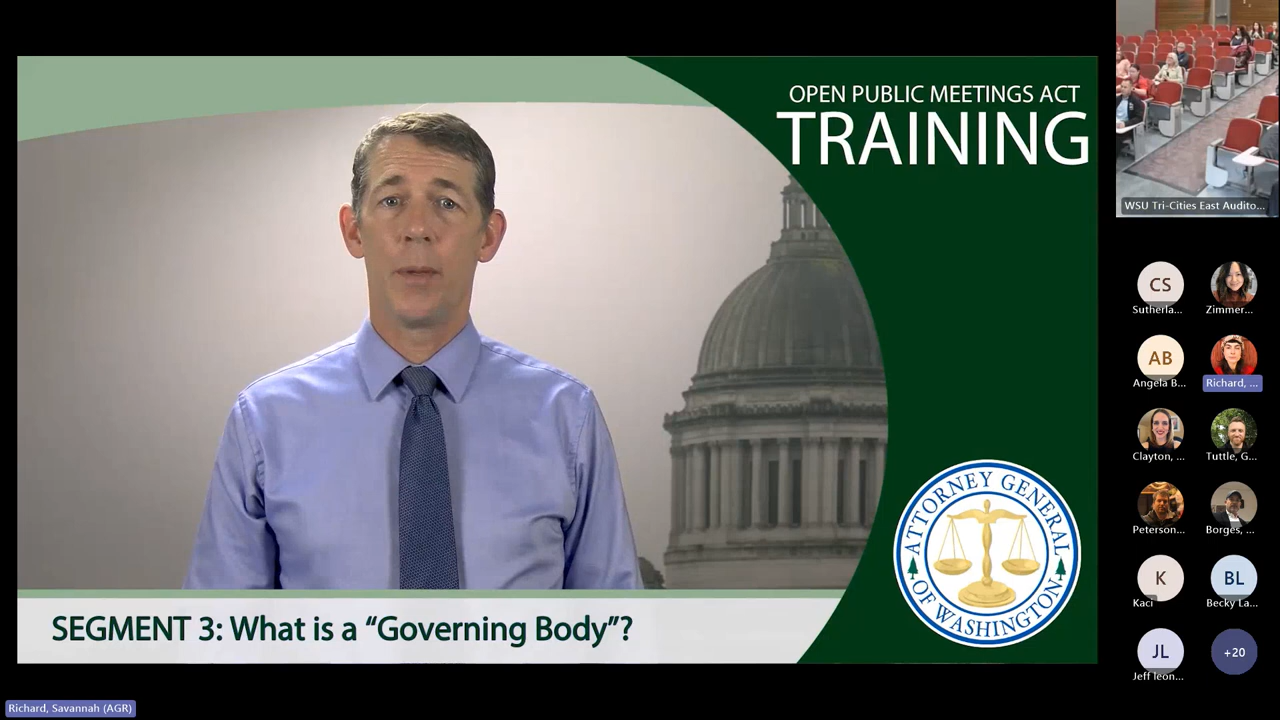 OPEN PUBLIC MEETINGS ACT
TRAINING
ATTORNEY GENERAL
OF WASHINGTON
SEGMENT 3: What is a “Governing Body”?
Richard, Savannah (AGR)
WSU Tri-Cities East Audito...
CS
Sutherla...
Zimmer...
AB
Angela B...
Richard, ...
Clayton, ...
Tuttle, G...
Peterson...
Borges, ...
K
Kaci
BL
Becky La...
JL
Jeff leon...
+20